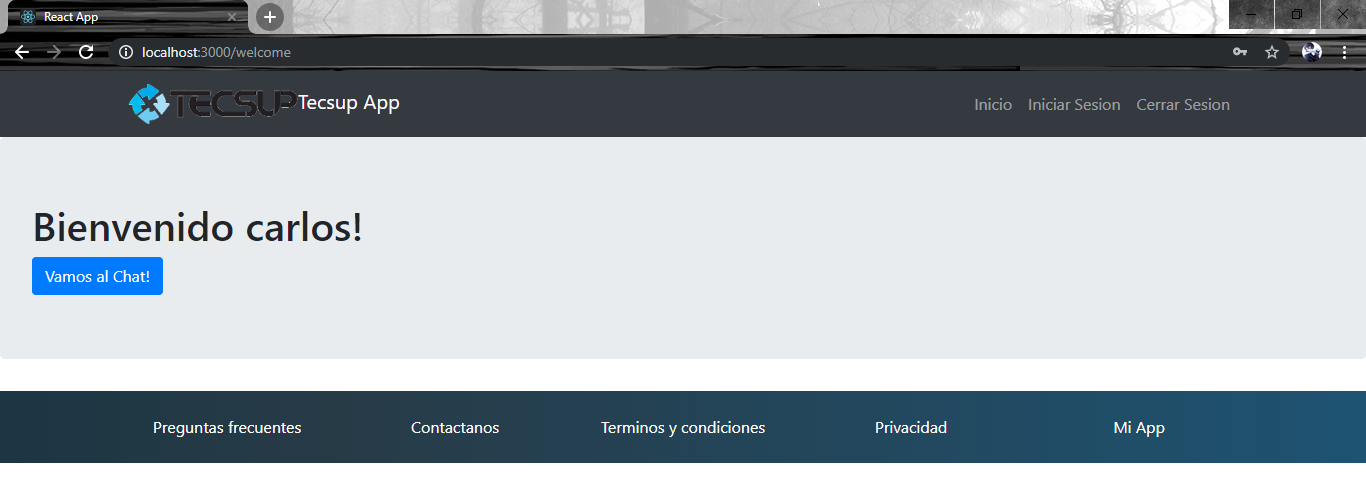 React App
localhost:3000/welcome
TECSUP Tecsup App Inicio Iniciar Sesion Cerrar Sesion
Bienvenido carlos!
Vamos al Chat!
Preguntas frecuentes Contactanos Terminos y condiciones Privacidad Mi App